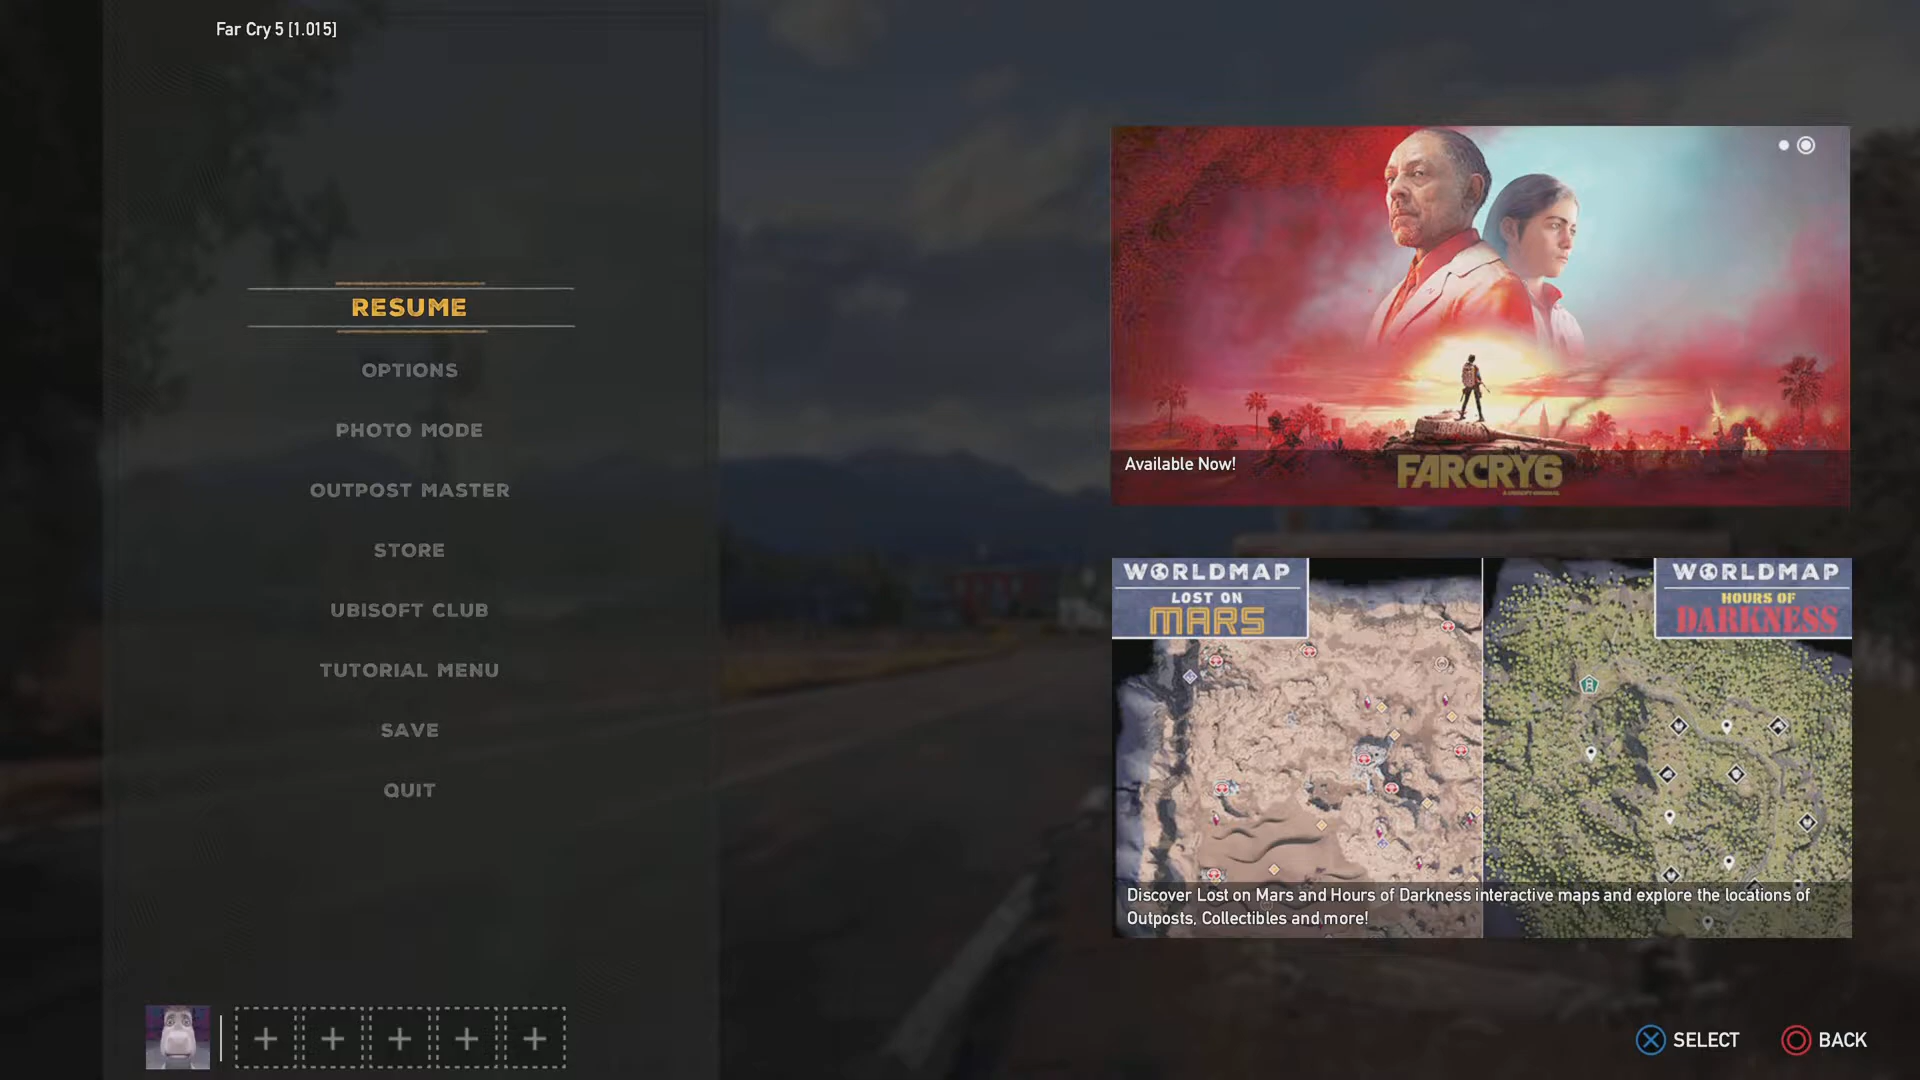 Far Cry 5 [1.015]
RESUME
OPTIONS
PHOTO MODE
OUTPOST MASTER
STORE
UBISOFT CLUB
TUTORIAL MENU
SAVE
QUIT
Available Now!
FARCRY6
A UBISOFT ORIGINAL
WORLDMAP
LOST ON
MARS
WORLDMAP
HOURS OF
DARKNESS
Discover Lost on Mars and Hours of Darkness interactive maps and explore the locations of
Outposts, Collectibles and more!
SELECT
BACK